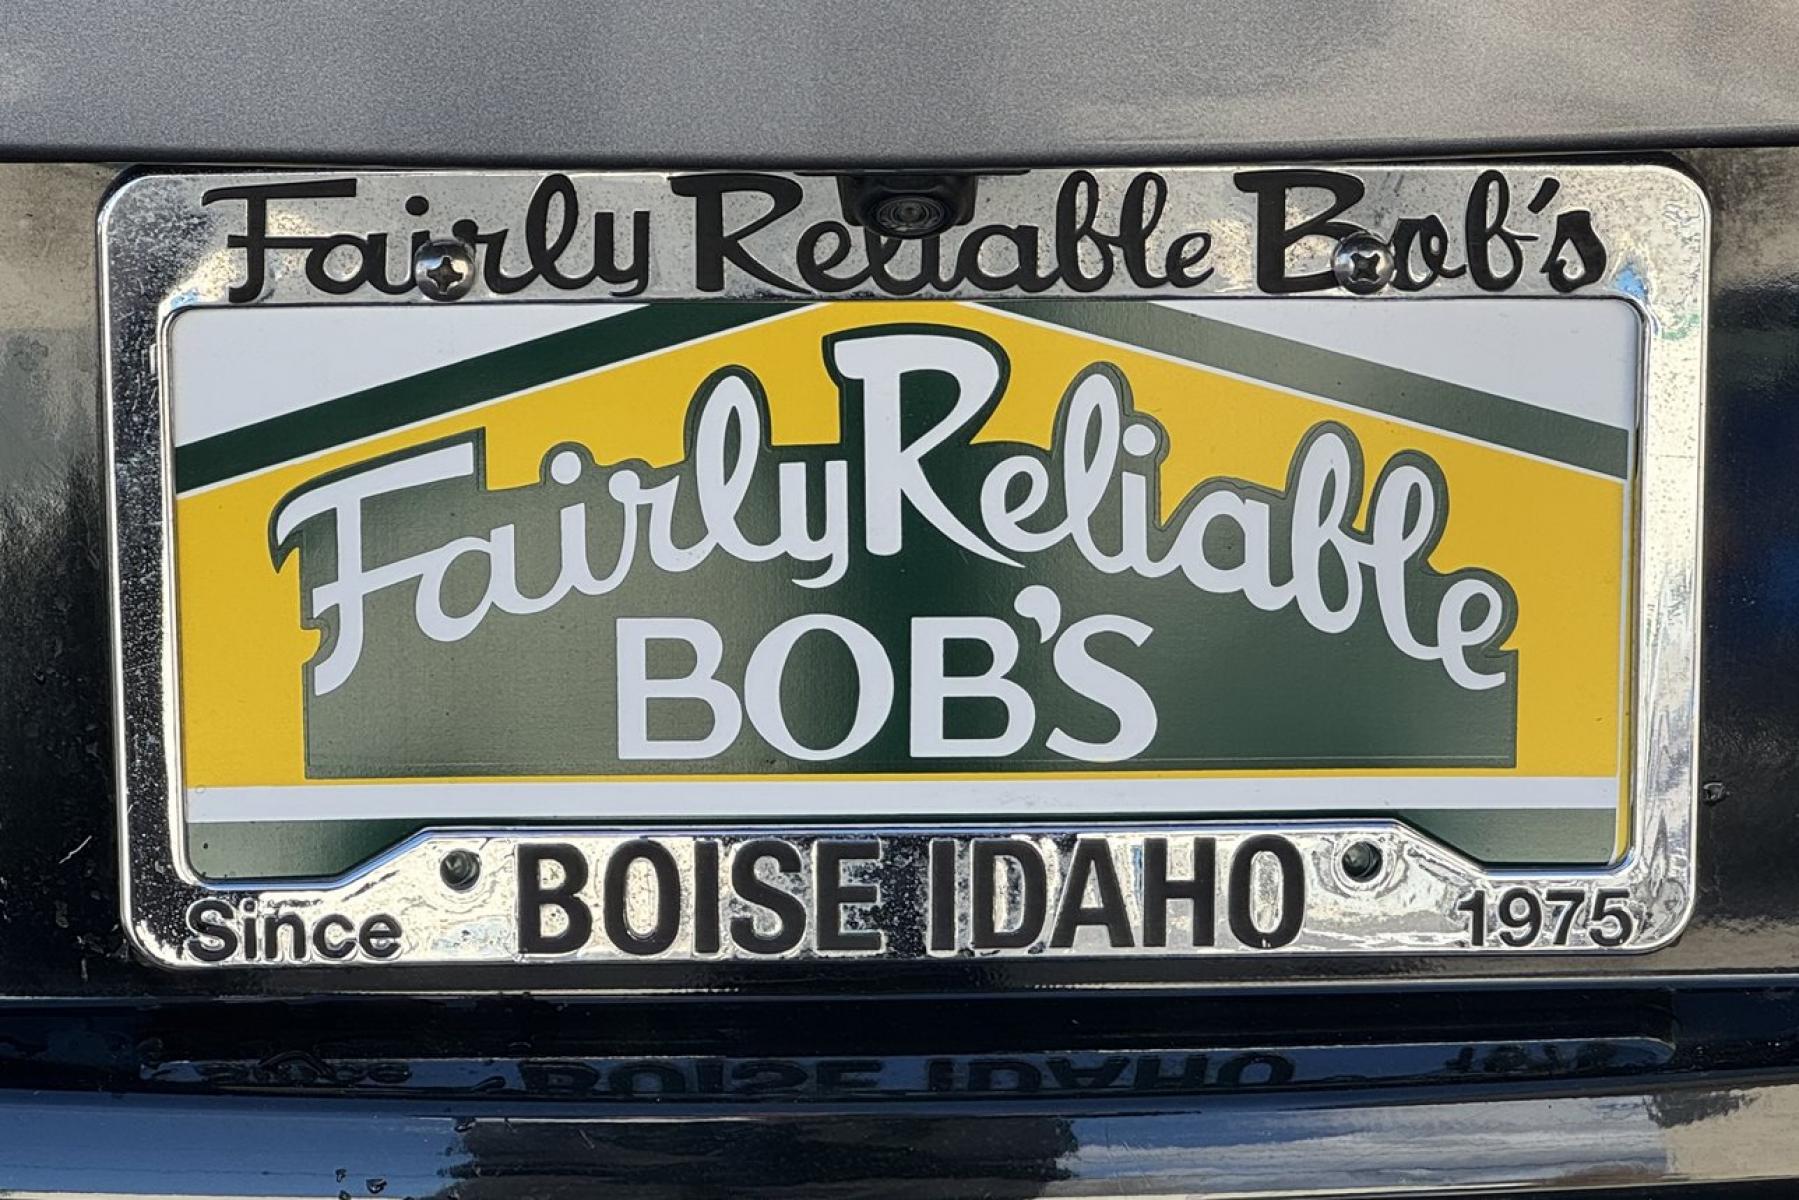 Fairly Reliable Bob's
Fairly Reliable
BOB'S
Since BOISE IDAHO 1975